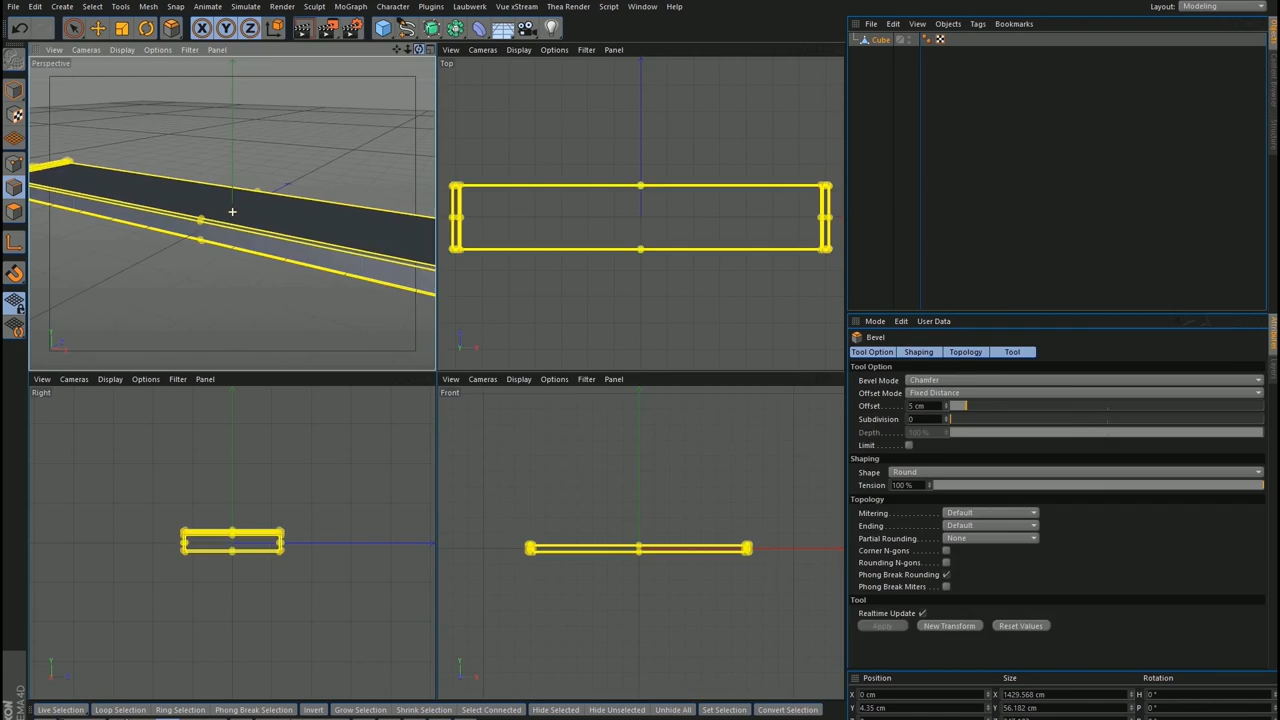 File Edit Create Select Tools Mesh Snap Animate Simulate Render Sculpt MoGraph Character Plugins Laubwerk Vue xStream Thea Render Script Window Help Layout: Modeling
File Edit View Objects Tags Bookmarks
Cube
View Cameras Display Options Filter Panel
View Cameras Display Options Filter Panel
Perspective
Top
View Cameras Display Options Filter Panel
View Cameras Display Options Filter Panel
Right
Front
Mode Edit User Data
Bevel
Tool Option Shaping Topology Tool
Tool Option
Bevel Mode Chamfer
Offset Mode Fixed Distance
Offset...... 5 cm
Subdivision 0
Depth..... 100 %
Limit.....
Shaping
Shape Round
Tension 100 %
Topology
Mitering............... Default
Ending................. Default
Partial Rounding... None
Corner N-gons
Rounding N-gons
Phong Break Rounding
Phong Break Miters
Tool
Realtime Update
Apply New Transform Reset Values
Position Size Rotation
X 0 cm X 1429.568 cm H 0 °
Y 4.35 cm Y 56.182 cm P 0 °
Live Selection Loop Selection Ring Selection Phong Break Selection Invert Grow Selection Shrink Selection Select Connected Hide Selected Hide Unselected Unhide All Set Selection Convert Selection